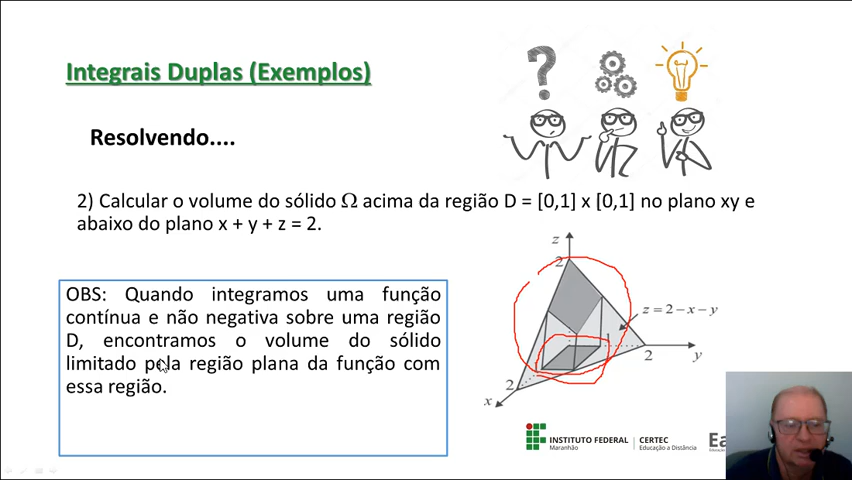 Integrais Duplas (Exemplos)
Resolvendo....
2) Calcular o volume do sólido Ω acima da região D = [0,1] x [0,1] no plano xy e
abaixo do plano x + y + z = 2.
OBS: Quando integramos uma função
contínua e não negativa sobre uma região
D, encontramos o volume do sólido
limitado pela região plana da função com
essa região.
z
2
z = 2 – x – y
1
2
y
2
x
INSTITUTO FEDERAL
Maranhão
CERTEC
Educação a Distância
Ea